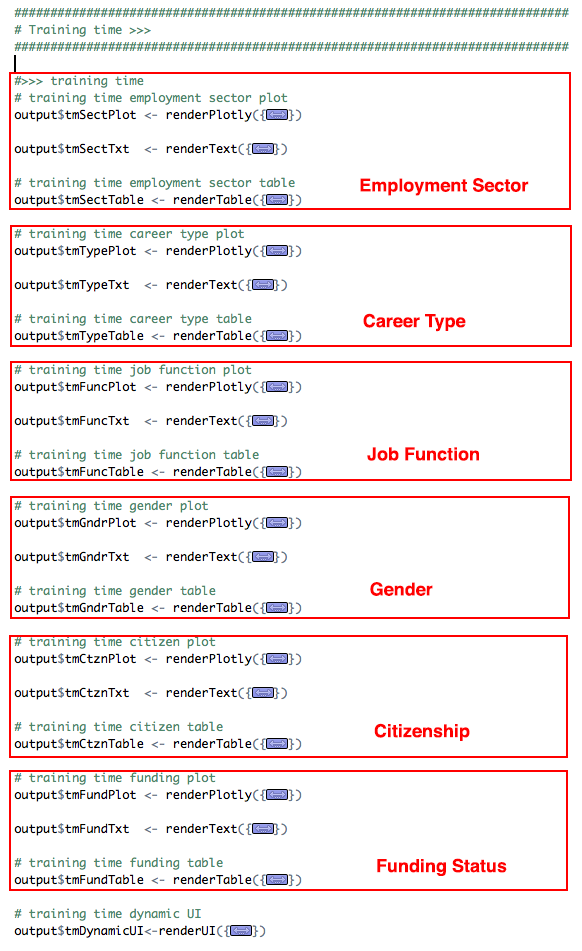 #############################################################################
# Training time >>>
#############################################################################
#>>> training time
# training time employment sector plot
output$tmSectPlot <- renderPlotly({})
output$tmSectTxt  <- renderText({})
# training time employment sector table
output$tmSectTable <- renderTable({})
Employment Sector
# training time career type plot
output$tmTypePlot <- renderPlotly({})
output$tmTypeTxt  <- renderText({})
# training time career type table
output$tmTypeTable <- renderTable({})
Career Type
# training time job function plot
output$tmFuncPlot <- renderPlotly({})
output$tmFuncTxt  <- renderText({})
# training time job function table
output$tmFuncTable <- renderTable({})
Job Function
# training time gender plot
output$tmGndrPlot <- renderPlotly({})
output$tmGndrTxt  <- renderText({})
# training time gender table
output$tmGndrTable <- renderTable({})
Gender
# training time citizen plot
output$tmCtznPlot <- renderPlotly({})
output$tmCtznTxt  <- renderText({})
# training time citizen table
output$tmCtznTable <- renderTable({})
Citizenship
# training time funding plot
output$tmFundPlot <- renderPlotly({})
output$tmFundTxt  <- renderText({})
# training time funding table
output$tmFundTable <- renderTable({})
Funding Status
# training time dynamic UI
output$tmDynamicUI<-renderUI({})